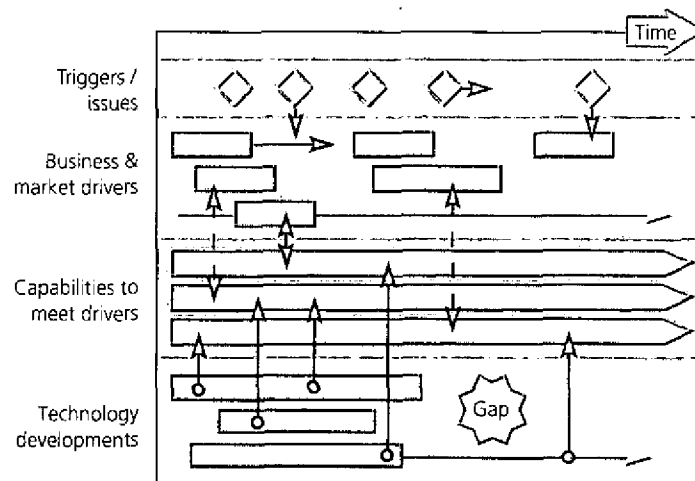 Time
Triggers /
issues
Business &
market drivers
Capabilities to
meet drivers
Technology
developments
Gap